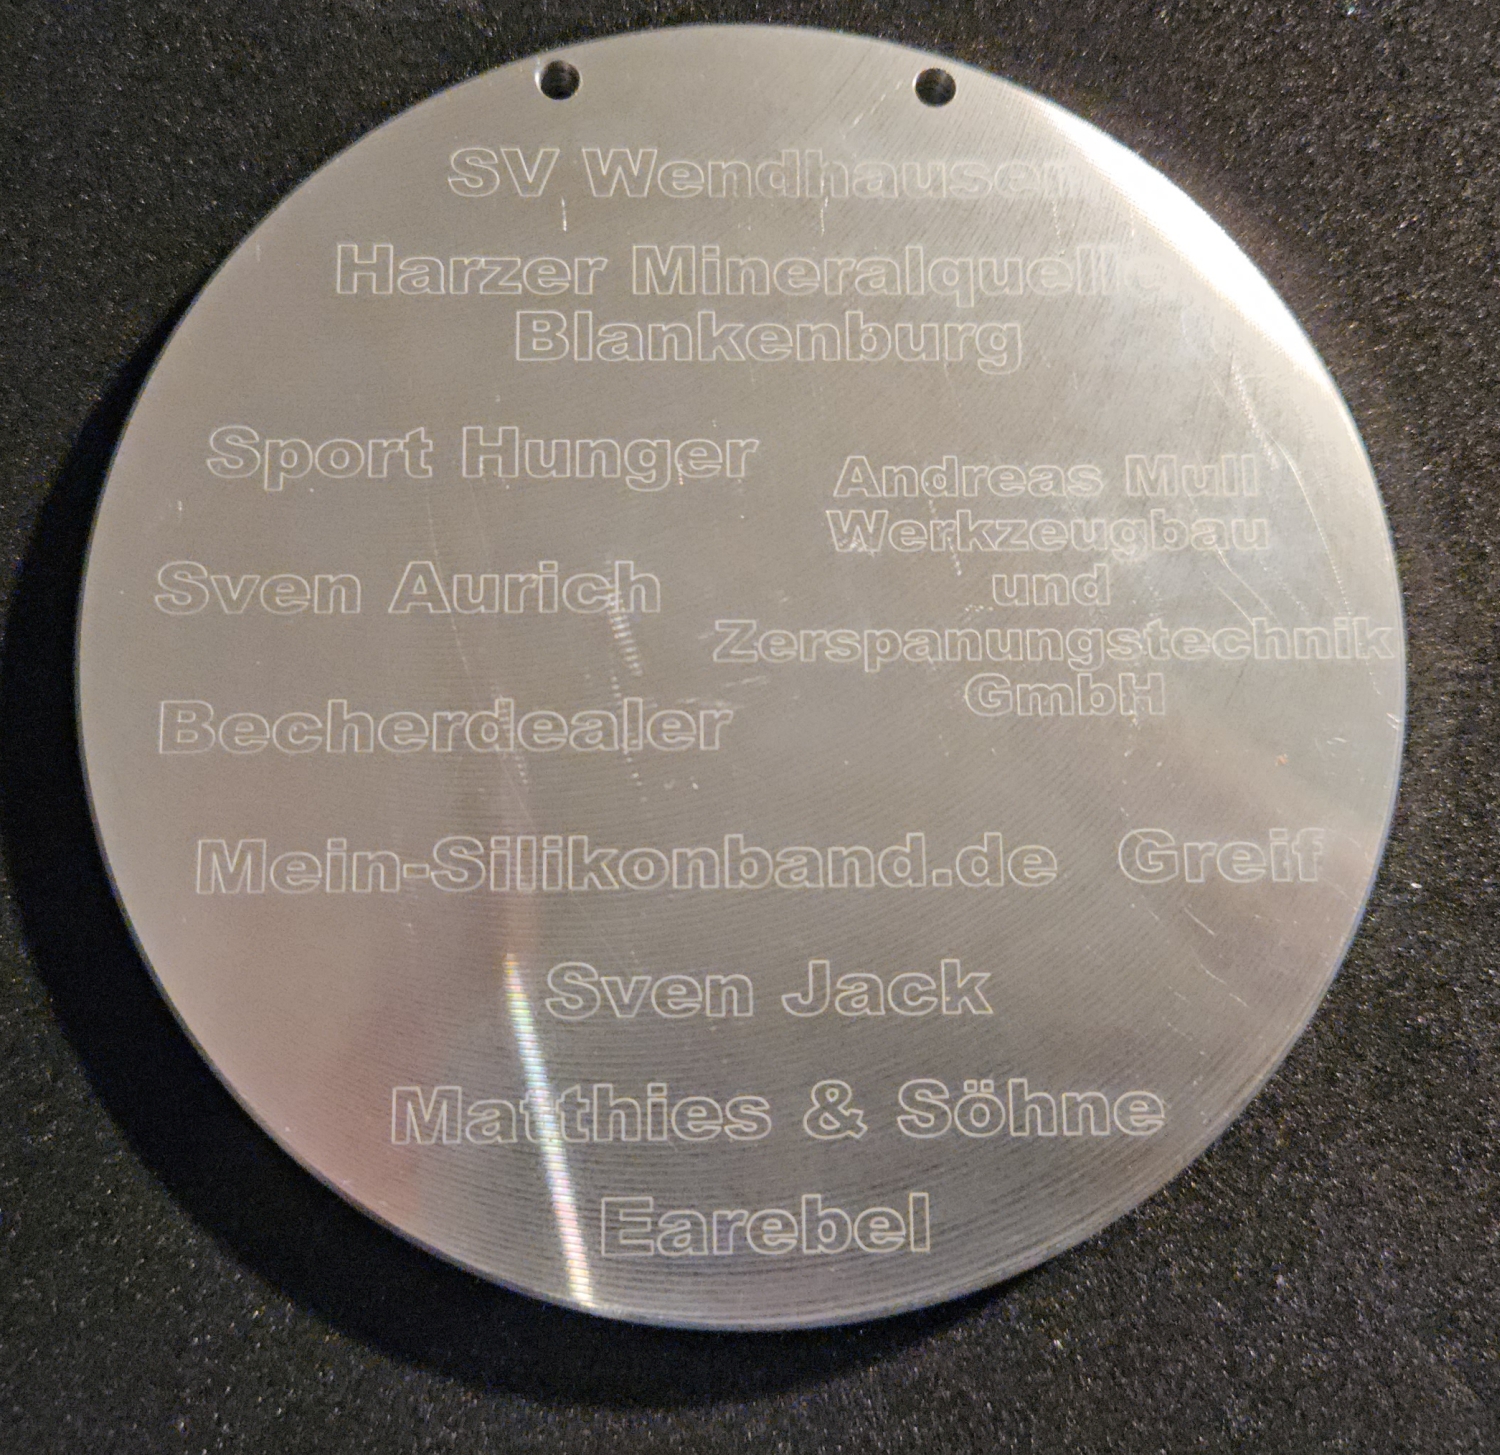 SV Wendhausen
Harzer Mineralquelle
Blankenburg
Sport Hunger
Andreas Mull
Werkzeugbau
und
Zerspanungstechnik
GmbH
Sven Aurich
Becherdealer
Mein-Silikonband.de Greif
Sven Jack
Matthies & Söhne
Earebel